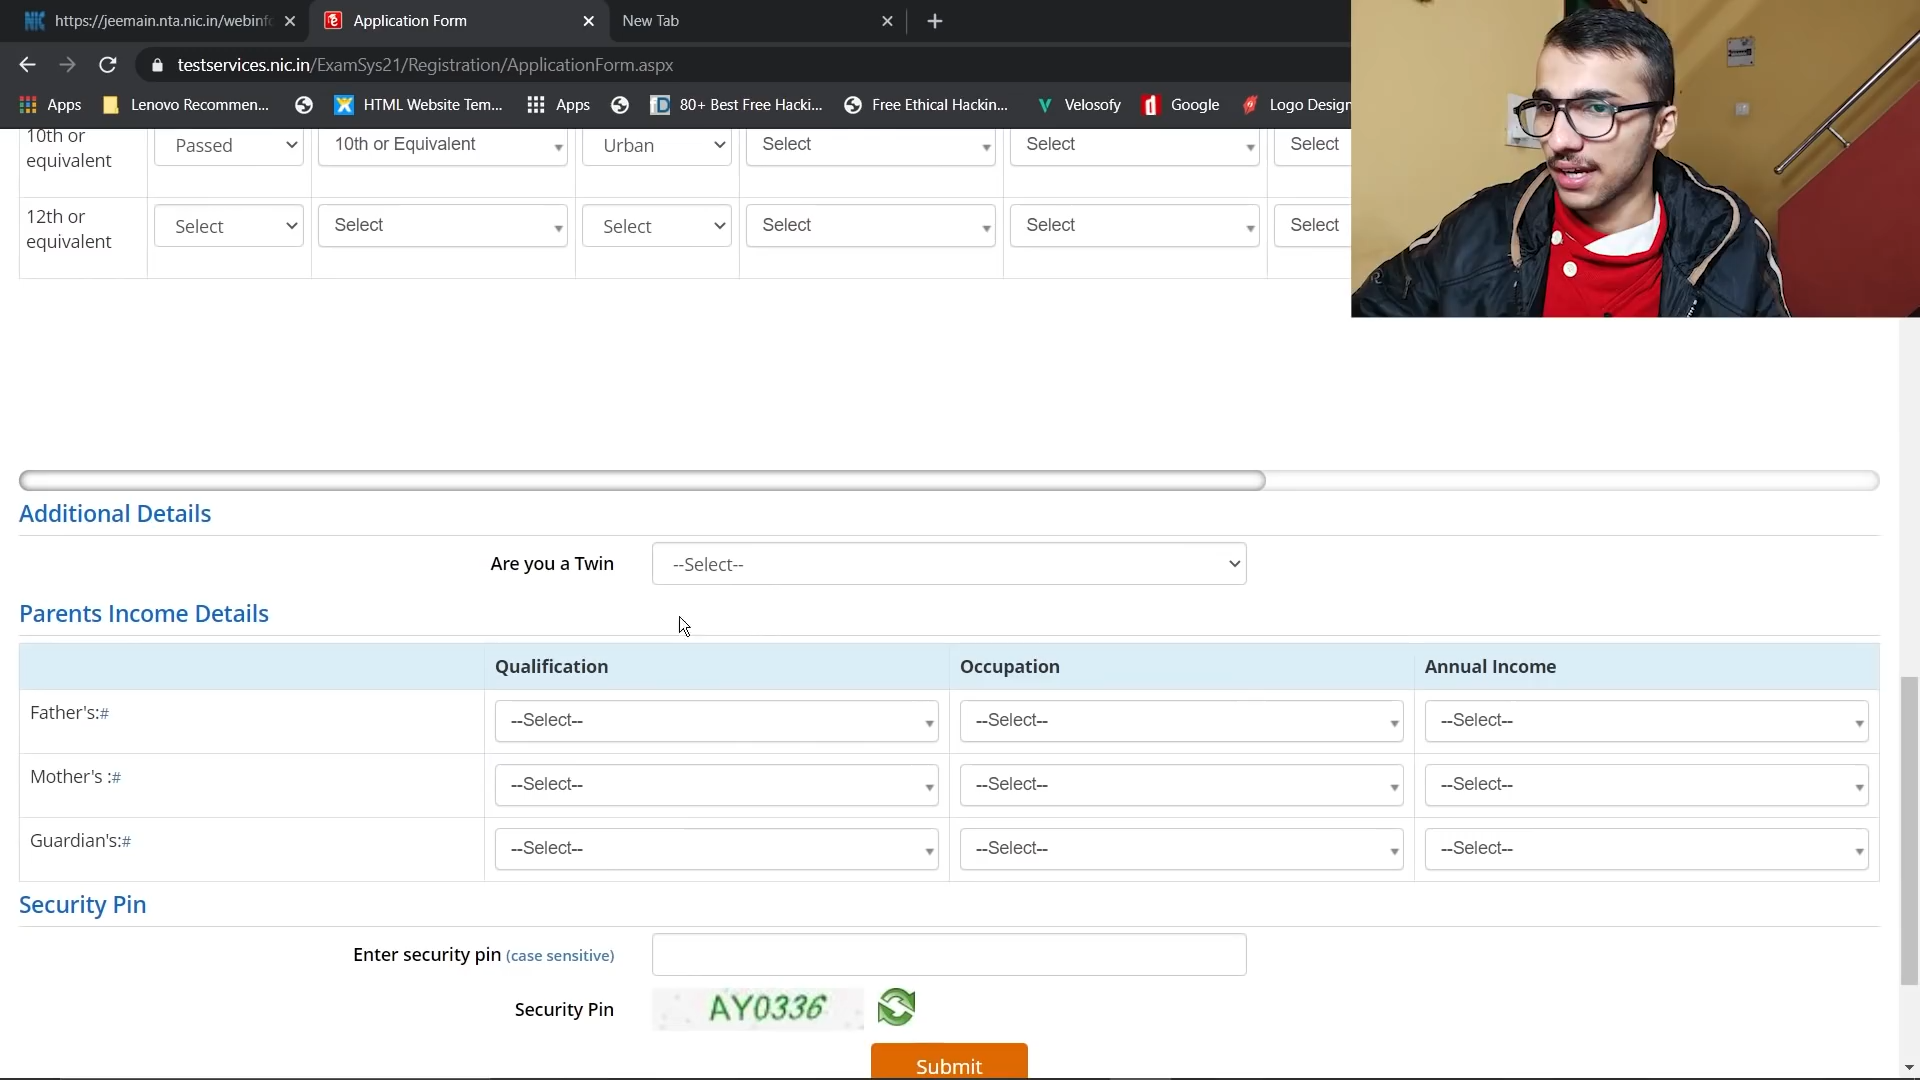 https://jeemain.nta.nic.in/webinfo
Application Form
New Tab
testservices.nic.in/ExamSys21/Registration/ApplicationForm.aspx
Apps
Lenovo Recommen...
HTML Website Tem...
Apps
80+ Best Free Hacki...
Free Ethical Hackin...
Velosofy
Google
Logo Design
10th or equivalent
Passed
10th or Equivalent
Urban
Select
Select
Select
12th or equivalent
Select
Select
Select
Select
Select
Select
Additional Details
Are you a Twin
--Select--
Parents Income Details
Qualification
Occupation
Annual Income
Father's:#
--Select--
--Select--
--Select--
Mother's :#
--Select--
--Select--
--Select--
Guardian's:#
--Select--
--Select--
--Select--
Security Pin
Enter security pin (case sensitive)
Security Pin
AY0336
Submit